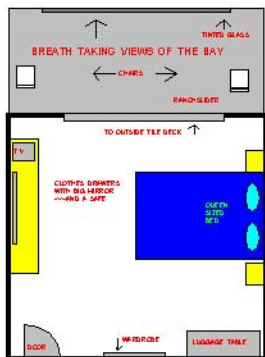 TINTED GLASS
BREATH TAKING VIEWS OF THE BAY
CHAIRS
RANCHSLIDER
TO OUTSIDE TILE DECK
TV
CLOTHES DRAWERS
WITH BIG MIRROR
~~~AND A SAFE
QUEEN
SIZED
BED
WARDROBE
DOOR
LUGGAGE TABLE